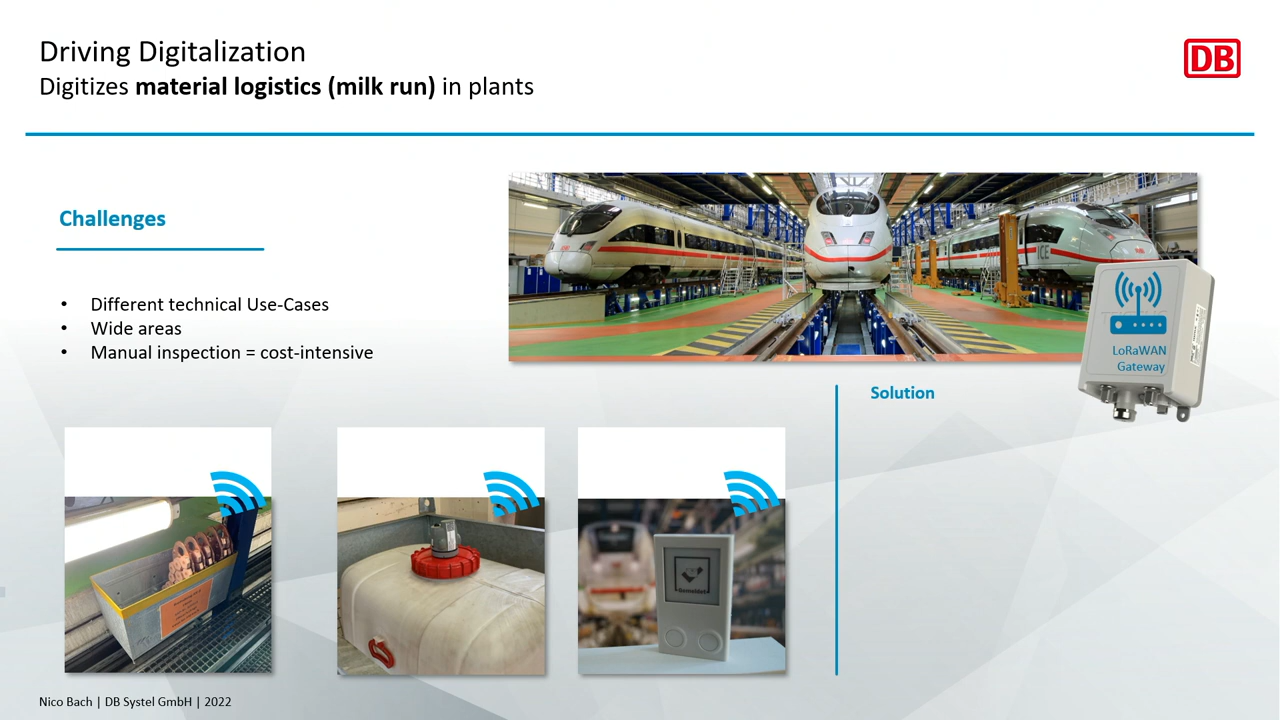 Driving Digitalization
Digitizes material logistics (milk run) in plants
DB
Challenges
• Different technical Use-Cases
• Wide areas
• Manual inspection = cost-intensive
ICE
LoRaWAN
Gateway
Solution
Nico Bach | DB Systel GmbH | 2022